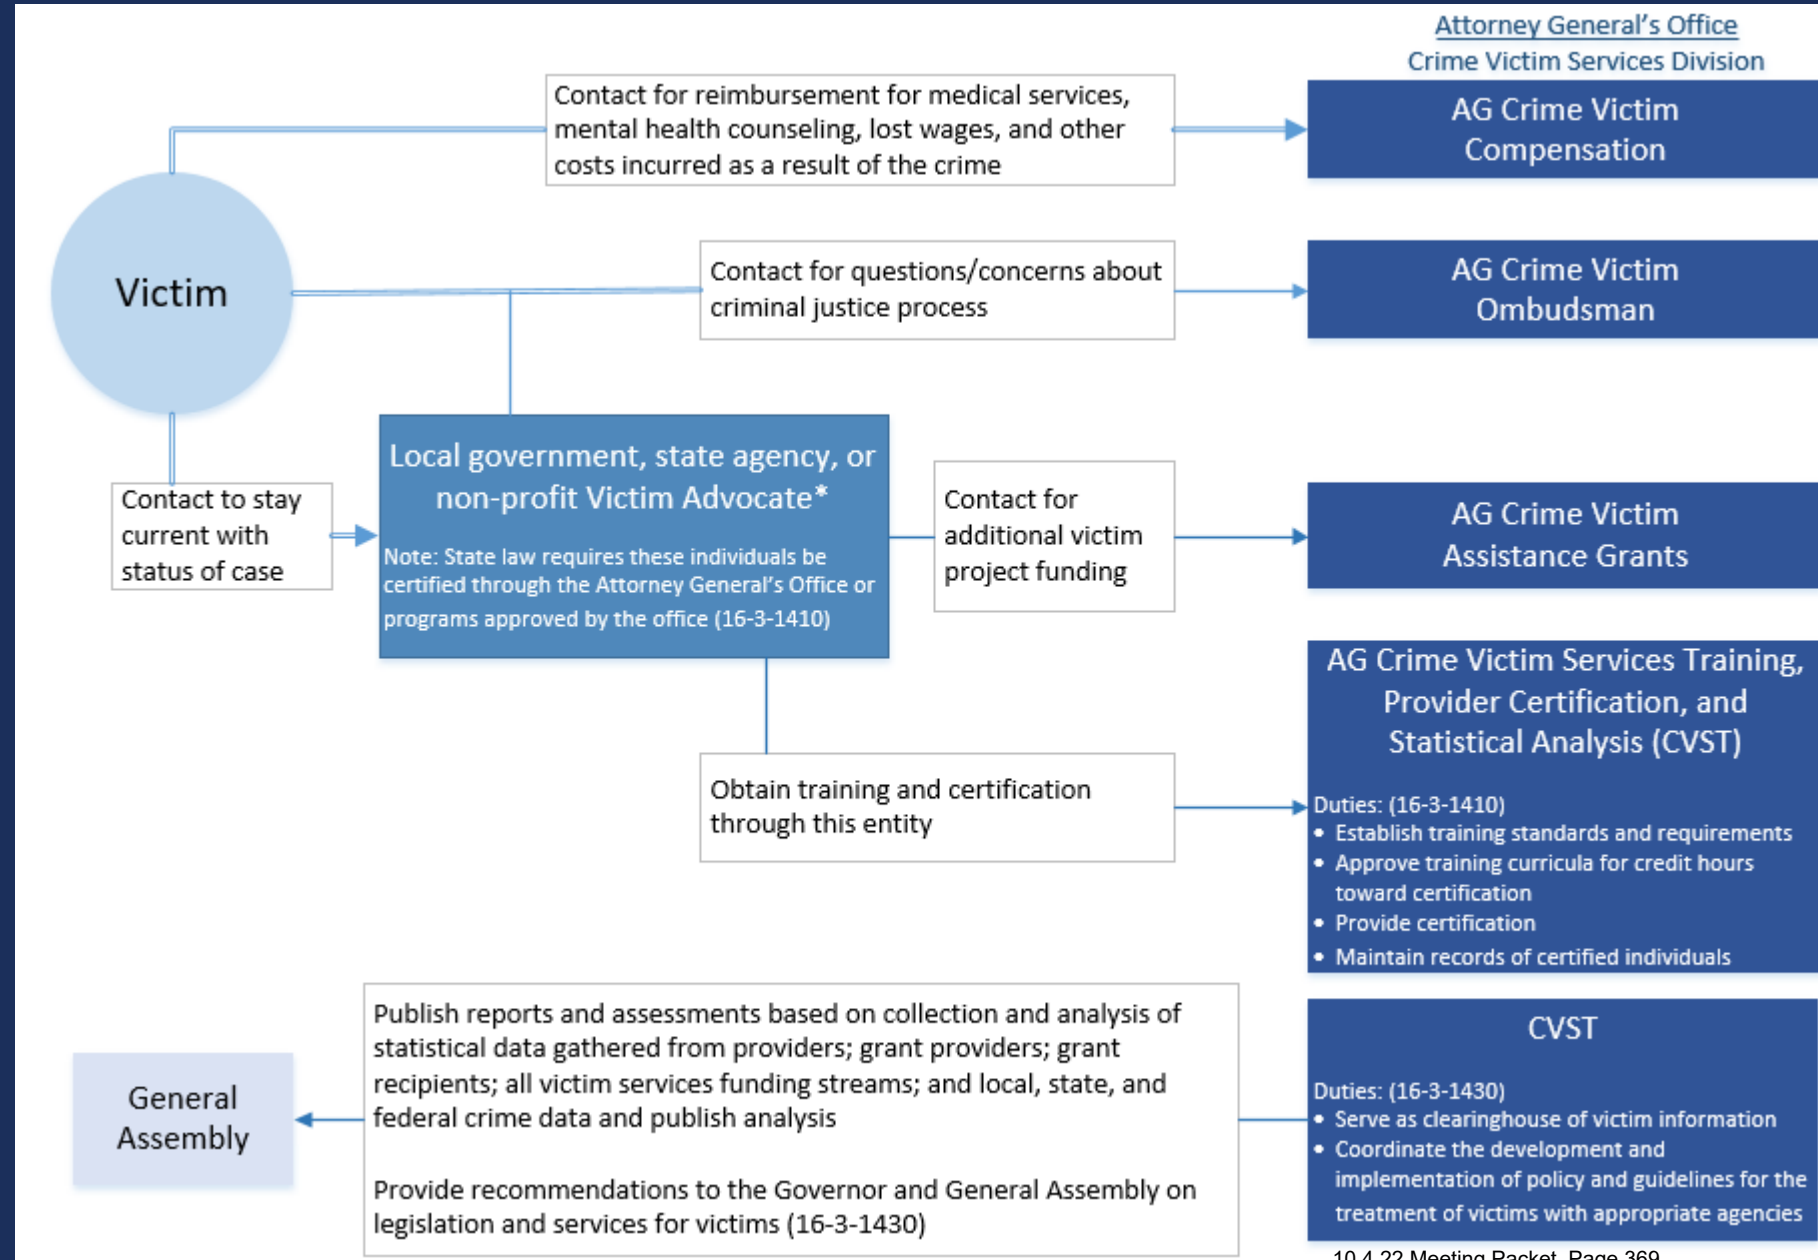 Attorney General's Office
Crime Victim Services Division
Contact for reimbursement for medical services,
mental health counseling, lost wages, and other
costs incurred as a result of the crime
AG Crime Victim
Compensation
Victim
Contact for questions/concerns about
criminal justice process
AG Crime Victim
Ombudsman
Contact to stay
current with
status of case
Local government, state agency, or
non-profit Victim Advocate*
Note: State law requires these individuals be
certified through the Attorney General's Office or
programs approved by the office (16-3-1410)
Contact for
additional victim
project funding
AG Crime Victim
Assistance Grants
Obtain training and certification
through this entity
AG Crime Victim Services Training,
Provider Certification, and
Statistical Analysis (CVST)
Duties: (16-3-1410)
• Establish training standards and requirements
• Approve training curricula for credit hours
toward certification
• Provide certification
• Maintain records of certified individuals
General
Assembly
Publish reports and assessments based on collection and analysis of
statistical data gathered from providers; grant providers; grant
recipients; all victim services funding streams; and local, state, and
federal crime data and publish analysis
Provide recommendations to the Governor and General Assembly on
legislation and services for victims (16-3-1430)
CVST
Duties: (16-3-1430)
• Serve as clearinghouse of victim information
• Coordinate the development and
implementation of policy and guidelines for the
treatment of victims with appropriate agencies
10.4.22 Meeting Packet, Page 369